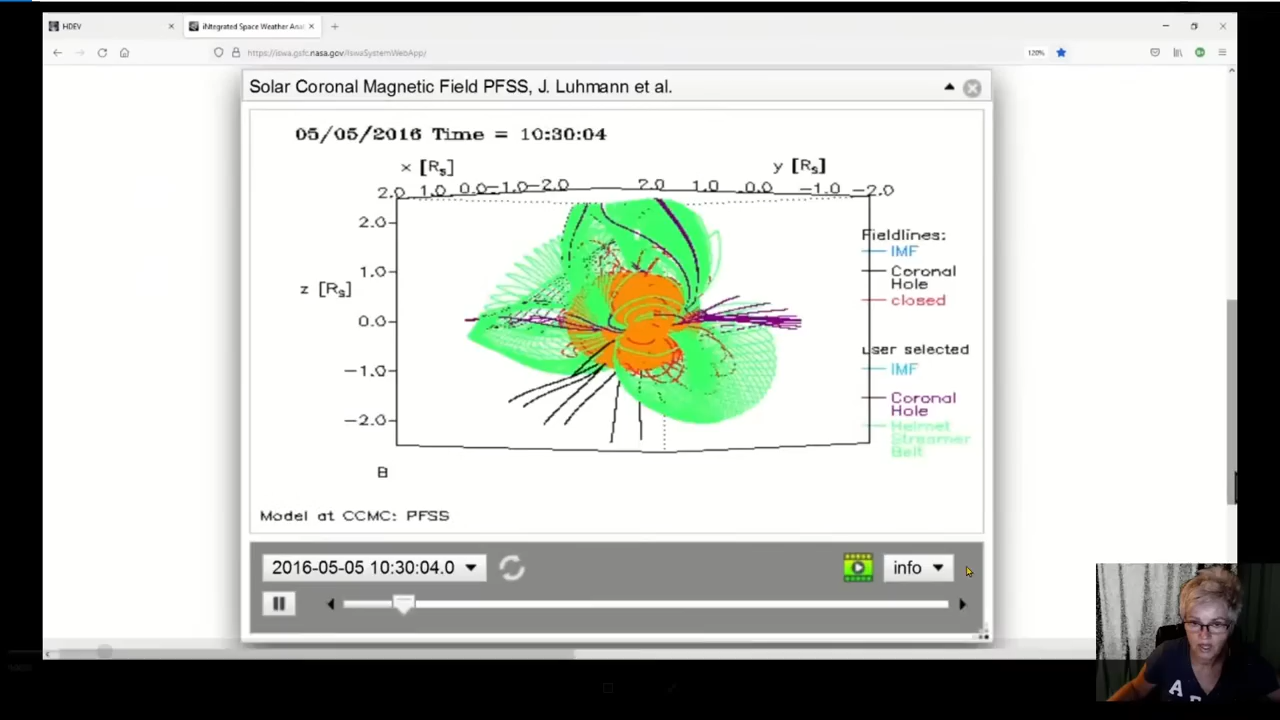 HDEV
iNtegrated Space Weather Anal
https://iswa.gsfc.nasa.gov/IswaSystemWebApp/
120%
Solar Coronal Magnetic Field PFSS, J. Luhmann et al.
05/05/2016 Time = 10:30:04
x [Rs] y [Rs]
2.0 1.0 0.0 -1.0 -2.0 2.0 1.0 0.0 -1.0 -2.0
2.0
1.0
z [Rs]
0.0
-1.0
-2.0
Fieldlines:
IMF
Coronal
Hole
closed
user selected
IMF
Coronal
Hole
Helmet
Streamer
Belt
B
Model at CCMC: PFSS
2016-05-05 10:30:04.0
info
A E